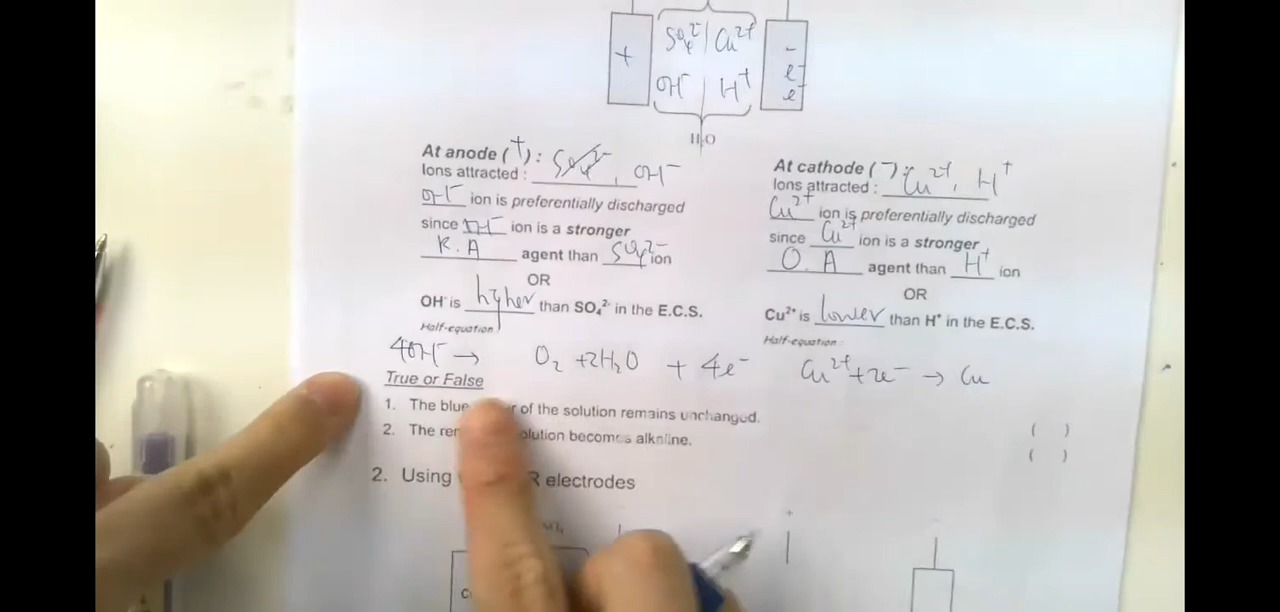 + SO₄²⁻ | Cu²⁺ - e⁻
OH⁻ | H⁺ e⁻
H₂O
At anode (+): SO₄²⁻, OH⁻
Ions attracted :
OH⁻ ion is preferentially discharged
since OH⁻ ion is a stronger
R.A agent than SO₄²⁻ ion
OR
OH⁻ is higher than SO₄²⁻ in the E.C.S.
Half-equation
4OH⁻ → O₂ + 2H₂O + 4e⁻
At cathode (-):
Ions attracted : Cu²⁺, H⁺
Cu²⁺ ion is preferentially discharged
since Cu²⁺ ion is a stronger
O.A agent than H⁺ ion
OR
Cu²⁺ is lower than H⁺ in the E.C.S.
Half-equation :
Cu²⁺ + 2e⁻ → Cu
True or False
1. The blue of the solution remains unchanged. ( )
2. The becomes alkaline. ( )
2. Using electrodes
+ -